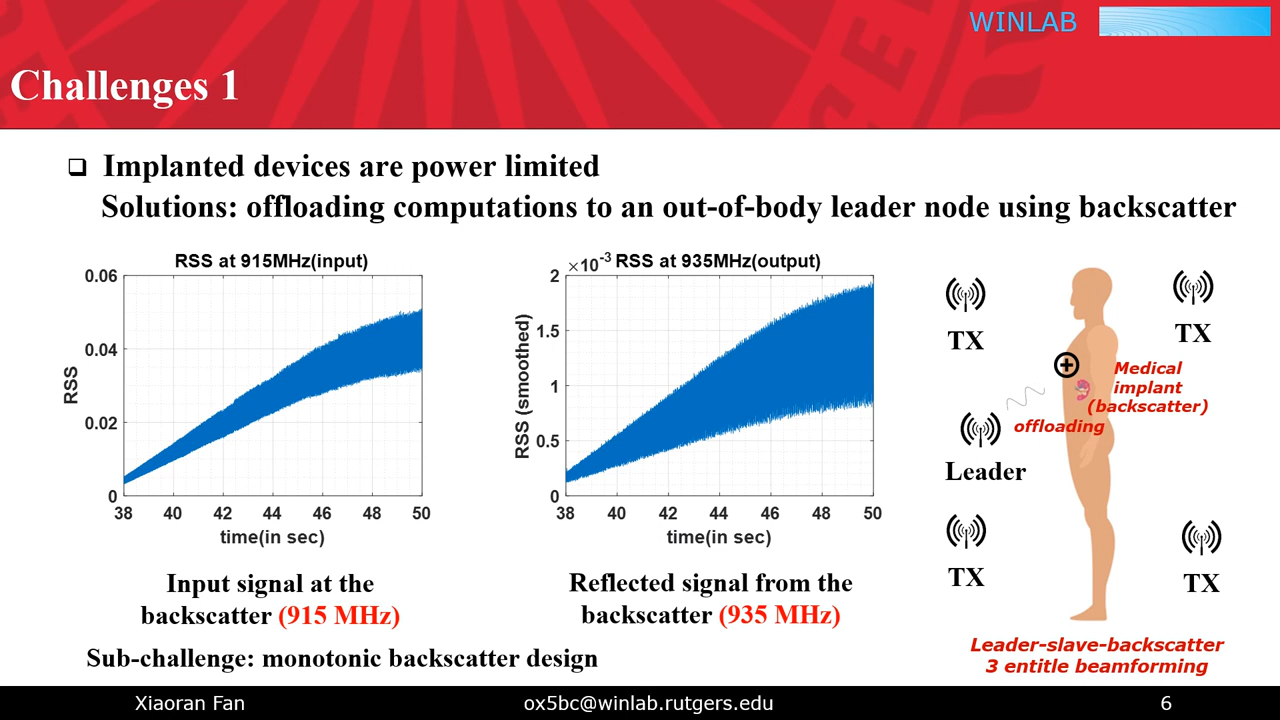 WINLAB
Challenges 1
Implanted devices are power limited
Solutions: offloading computations to an out-of-body leader node using backscatter
RSS at 915MHz(input)
0.06
0.04
0.02
0
RSS
38 40 42 44 46 48 50
time(in sec)
Input signal at the
backscatter (915 MHz)
×10-3 RSS at 935MHz(output)
2
1.5
1
0.5
0
RSS (smoothed)
38 40 42 44 46 48 50
time(in sec)
Reflected signal from the
backscatter (935 MHz)
TX
TX
Medical
implant
(backscatter)
offloading
Leader
TX
TX
Leader-slave-backscatter
3 entitle beamforming
Sub-challenge: monotonic backscatter design
Xiaoran Fan
ox5bc@winlab.rutgers.edu
6